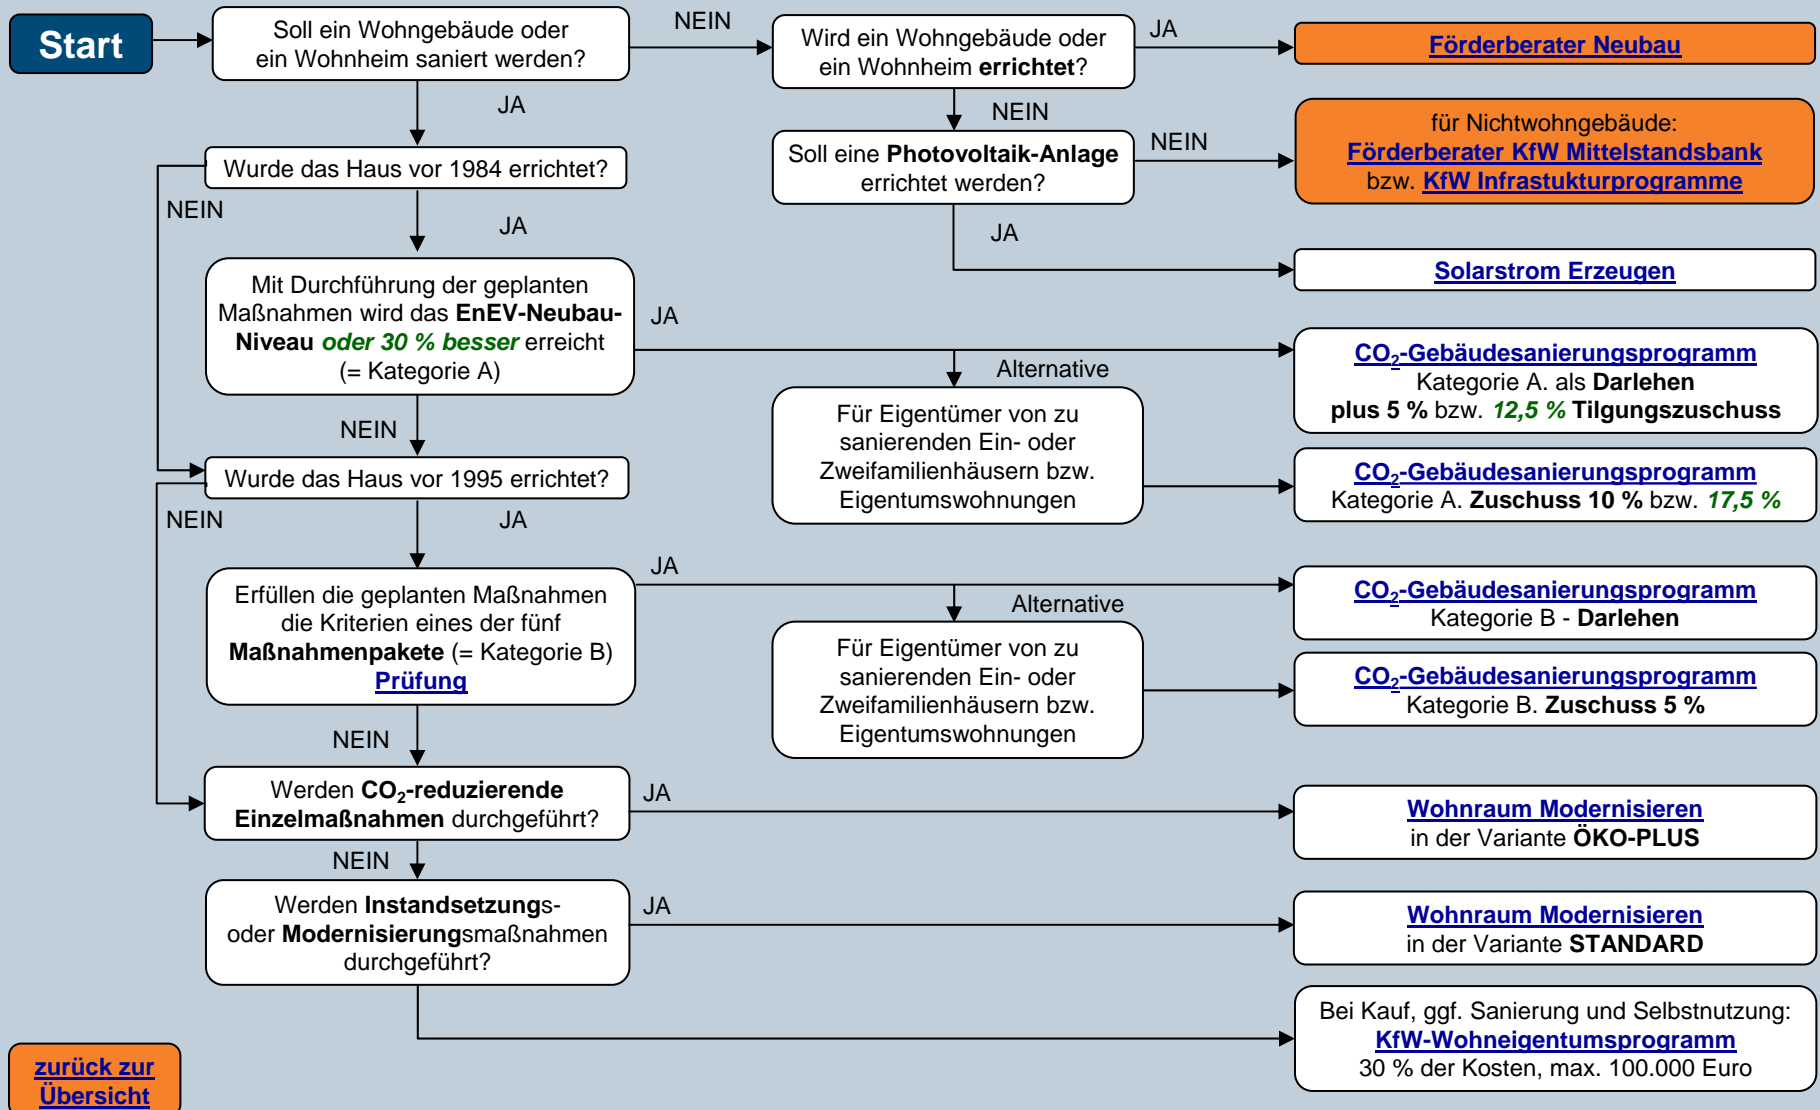 Start
Soll ein Wohngebäude oder
ein Wohnheim saniert werden?
NEIN
Wird ein Wohngebäude oder
ein Wohnheim errichtet?
JA
Förderberater Neubau
JA
NEIN
Wurde das Haus vor 1984 errichtet?
Soll eine Photovoltaik-Anlage
errichtet werden?
NEIN
für Nichtwohngebäude:
Förderberater KfW Mittelstandsbank
bzw. KfW Infrastukturprogramme
NEIN
JA
JA
Solarstrom Erzeugen
Mit Durchführung der geplanten
Maßnahmen wird das EnEV-Neubau-
Niveau oder 30 % besser erreicht
(= Kategorie A)
JA
Alternative
CO₂-Gebäudesanierungsprogramm
Kategorie A. als Darlehen
plus 5 % bzw. 12,5 % Tilgungszuschuss
NEIN
Für Eigentümer von zu
sanierenden Ein- oder
Zweifamilienhäusern bzw.
Eigentumswohnungen
CO₂-Gebäudesanierungsprogramm
Kategorie A. Zuschuss 10 % bzw. 17,5 %
Wurde das Haus vor 1995 errichtet?
NEIN
JA
Erfüllen die geplanten Maßnahmen
die Kriterien eines der fünf
Maßnahmenpakete (= Kategorie B)
Prüfung
JA
Alternative
CO₂-Gebäudesanierungsprogramm
Kategorie B - Darlehen
Für Eigentümer von zu
sanierenden Ein- oder
Zweifamilienhäusern bzw.
Eigentumswohnungen
CO₂-Gebäudesanierungsprogramm
Kategorie B. Zuschuss 5 %
NEIN
Werden CO₂-reduzierende
Einzelmaßnahmen durchgeführt?
JA
Wohnraum Modernisieren
in der Variante ÖKO-PLUS
NEIN
Werden Instandsetzungs-
oder Modernisierungsmaßnahmen
durchgeführt?
JA
Wohnraum Modernisieren
in der Variante STANDARD
Bei Kauf, ggf. Sanierung und Selbstnutzung:
KfW-Wohneigentumsprogramm
30 % der Kosten, max. 100.000 Euro
zurück zur
Übersicht